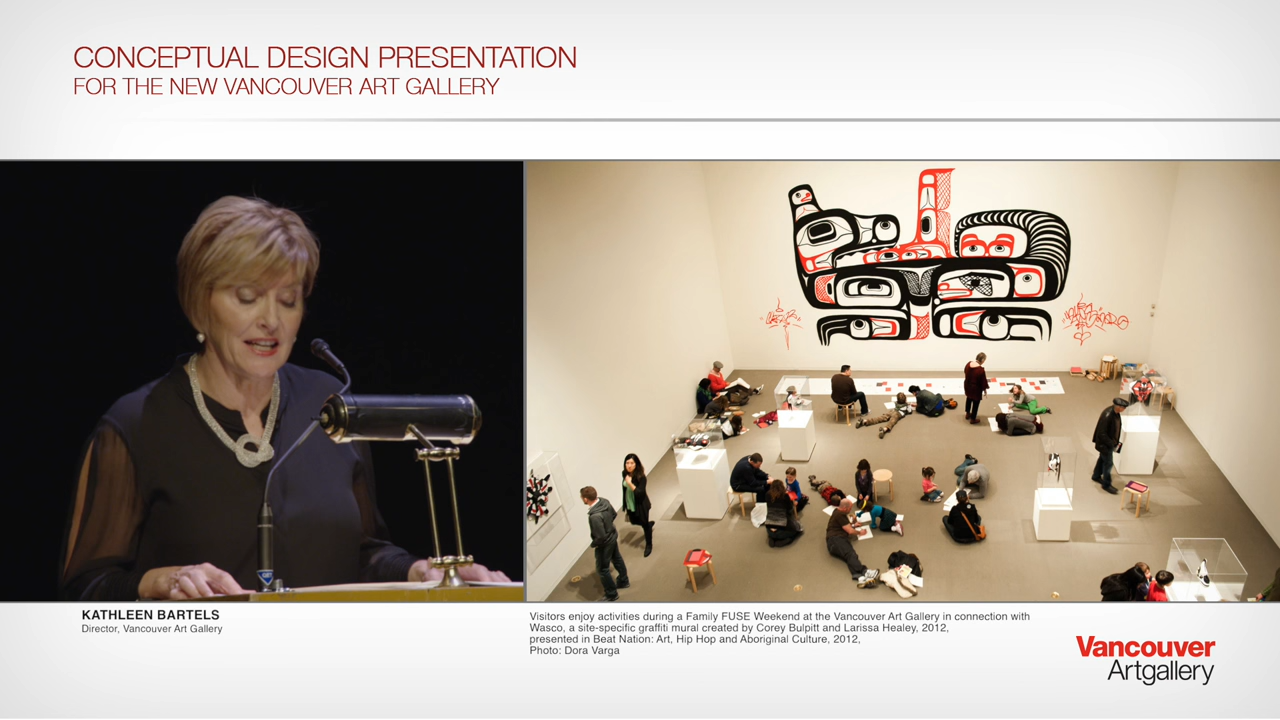 CONCEPTUAL DESIGN PRESENTATION
FOR THE NEW VANCOUVER ART GALLERY
KATHLEEN BARTELS
Director, Vancouver Art Gallery
Visitors enjoy activities during a Family FUSE Weekend at the Vancouver Art Gallery in connection with
Wasco, a site-specific graffiti mural created by Corey Bulpitt and Larissa Healey, 2012,
presented in Beat Nation: Art, Hip Hop and Aboriginal Culture, 2012,
Photo: Dora Varga
Vancouver
Artgallery